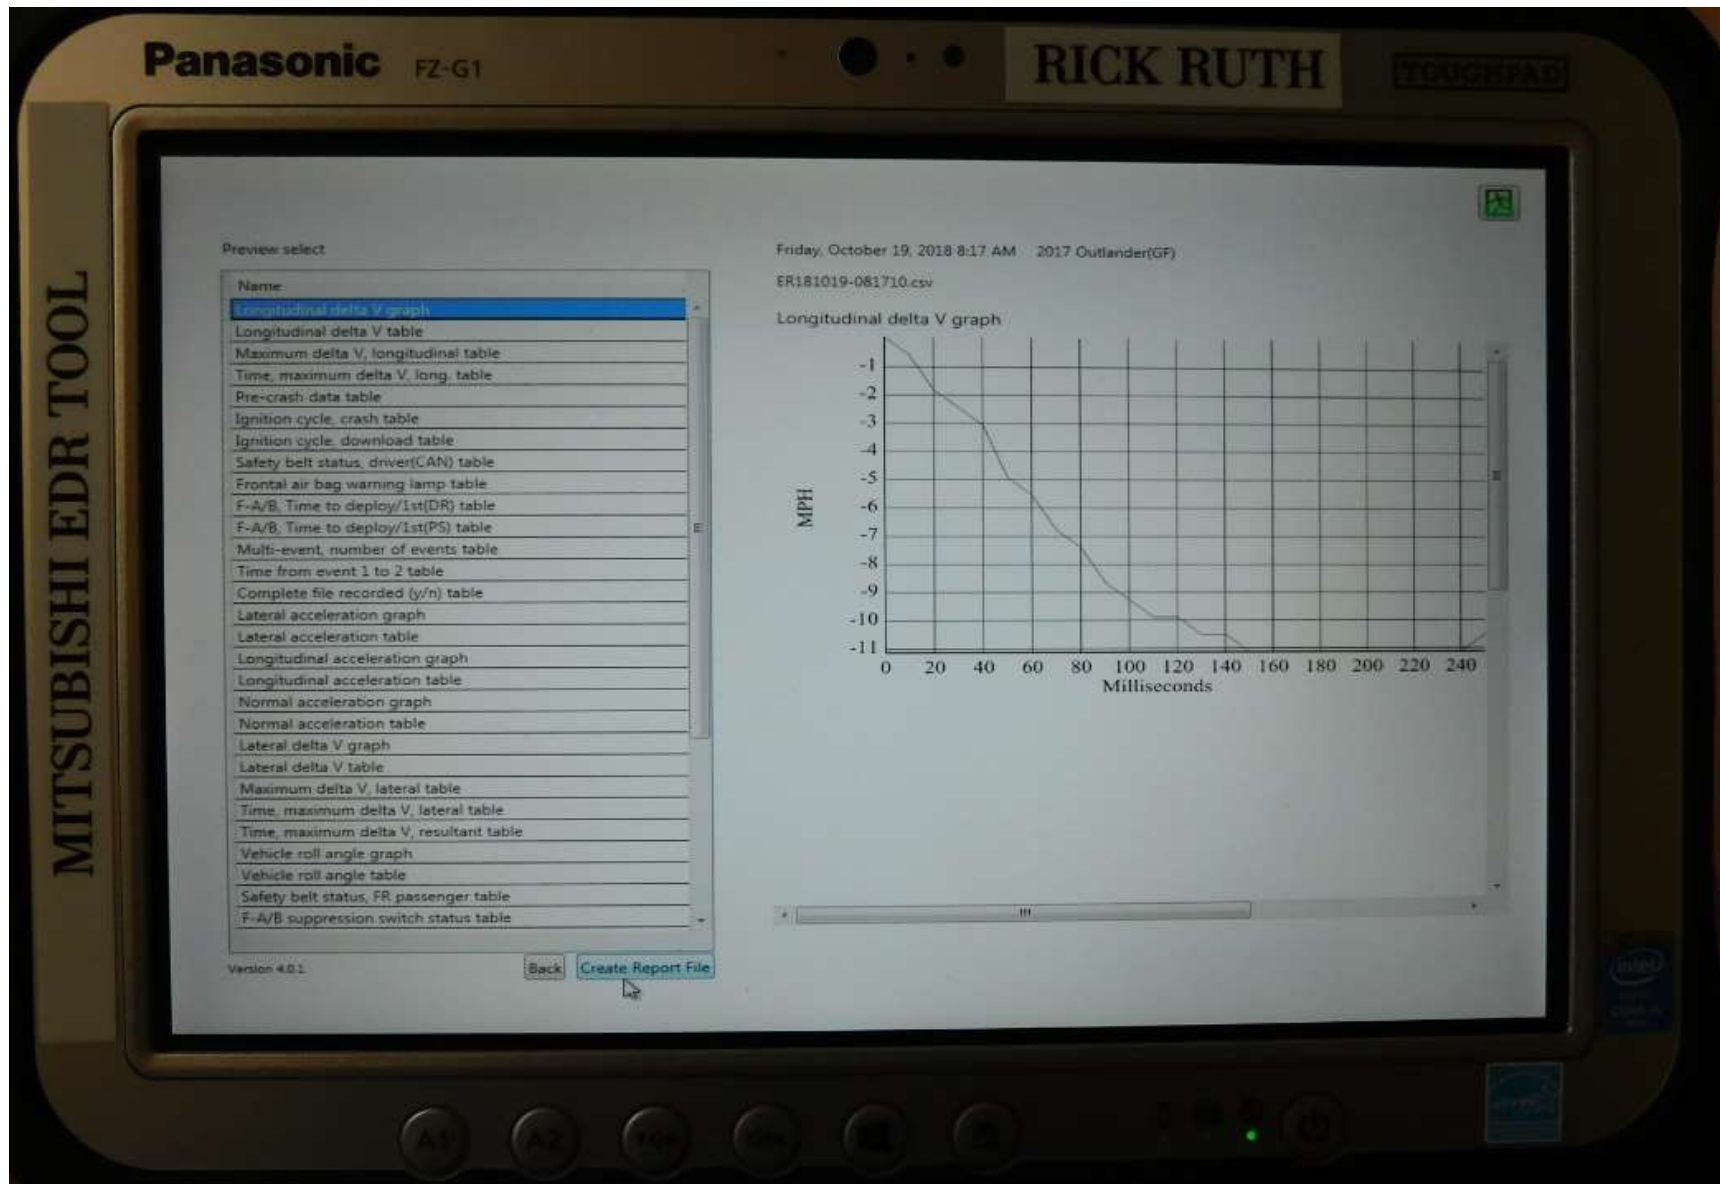 Panasonic FZ-G1
RICK RUTH
TOUGHPAD
MITSUBISHI EDR TOOL
Preview select
Name
Longitudinal delta V graph
Longitudinal delta V table
Maximum delta V, longitudinal table
Time, maximum delta V, long. table
Pre-crash data table
Ignition cycle, crash table
Ignition cycle, download table
Safety belt status, driver(CAN) table
Frontal air bag warning lamp table
F-A/B, Time to deploy/1st(DR) table
F-A/B, Time to deploy/1st(PS) table
Multi-event, number of events table
Time from event 1 to 2 table
Complete file recorded (y/n) table
Lateral acceleration graph
Lateral acceleration table
Longitudinal acceleration graph
Longitudinal acceleration table
Normal acceleration graph
Normal acceleration table
Lateral delta V graph
Lateral delta V table
Maximum delta V, lateral table
Time, maximum delta V, lateral table
Time, maximum delta V, resultant table
Vehicle roll angle graph
Vehicle roll angle table
Safety belt status, FR passenger table
F-A/B suppression switch status table
Version 4.0.1
Back
Create Report File
Friday, October 19, 2018 8:17 AM 2017 Outlander(GF)
ER181019-081710.csv
Longitudinal delta V graph
MPH
-1
-2
-3
-4
-5
-6
-7
-8
-9
-10
-11
0 20 40 60 80 100 120 140 160 180 200 220 240
Milliseconds
(intel)
A1 A2